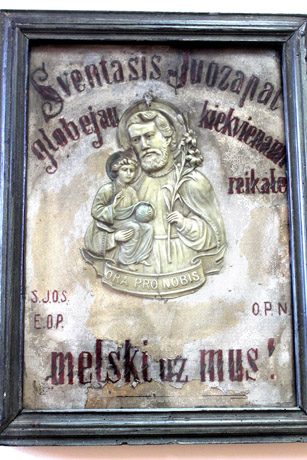 Šventasis Juozapai
globėjau kiekvienam
reikale
ORA PRO NOBIS
S.J.O.S. O.P.N
E.O.P.
melski už mus!